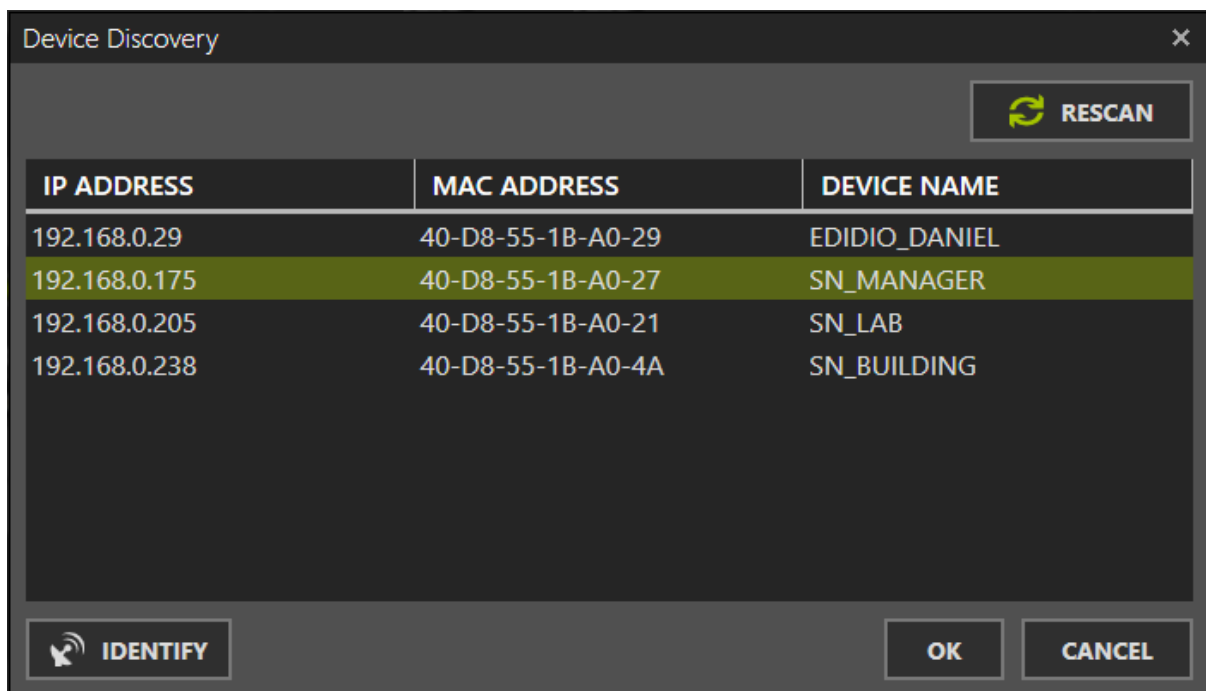 Device Discovery
RESCAN
IP ADDRESS MAC ADDRESS DEVICE NAME
192.168.0.29 40-D8-55-1B-A0-29 EDIDIO_DANIEL
192.168.0.175 40-D8-55-1B-A0-27 SN_MANAGER
192.168.0.205 40-D8-55-1B-A0-21 SN_LAB
192.168.0.238 40-D8-55-1B-A0-4A SN_BUILDING
IDENTIFY OK CANCEL